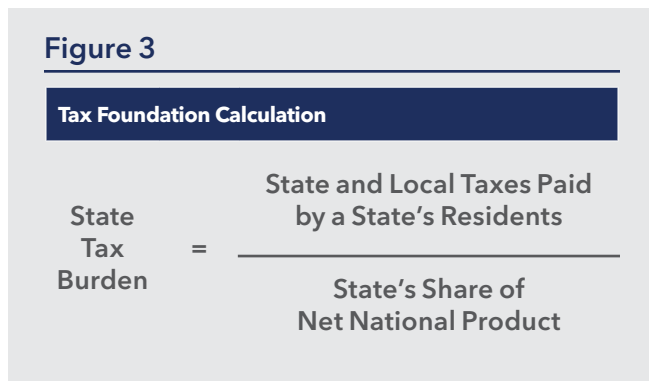 Figure 3
Tax Foundation Calculation
State
Tax
Burden
=
State and Local Taxes Paid
by a State’s Residents
State’s Share of
Net National Product